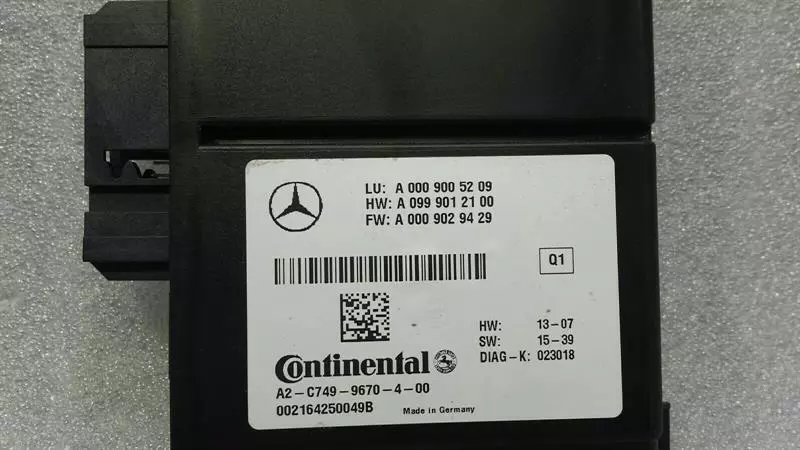 LU: A 000 900 52 09
HW: A 099 901 21 00
FW: A 000 902 94 29
Q1
HW: 13-07
SW: 15-39
DIAG-K: 023018
Continental
A2-C749-9670-4-00
002164250049B Made in Germany